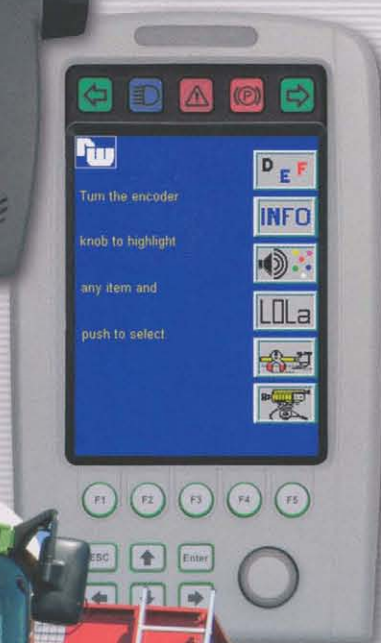 (P)
rw
Turn the encoder
knob to highlight
any item and
push to select.
D E F
INFO
LOLa
F1 F2 F3 F4 F5
ESC Enter